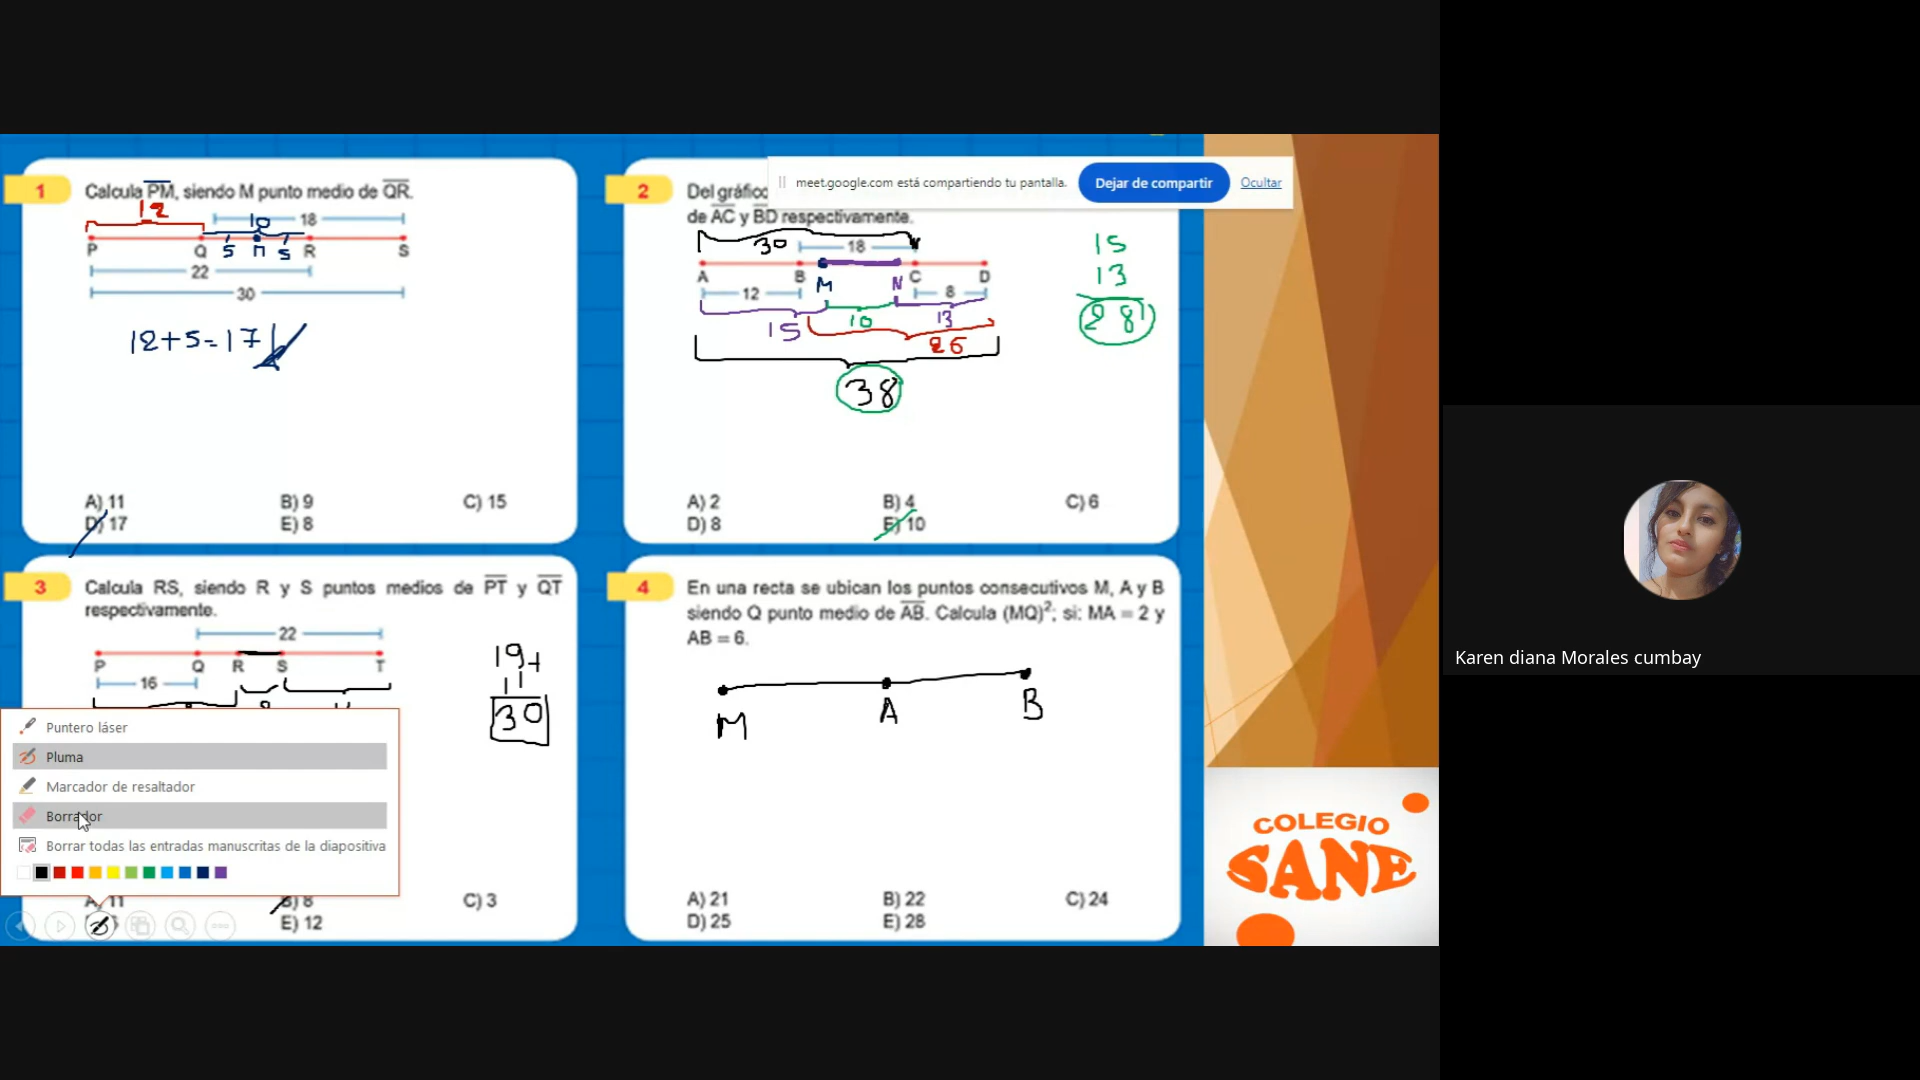 meet.google.com está compartiendo tu pantalla.
Dejar de compartir
Ocultar
1
Calcula PM, siendo M punto medio de QR.
12
10
18
P
Q
5
M
5
R
S
22
30
12+5=17
A) 11
B) 9
C) 15
D) 17
E) 8
2
Del gráfico
de AC y BD respectivamente.
30
18
A
B
M
N
C
D
12
8
15
10
13
26
38
15
13
28
A) 2
B) 4
C) 6
D) 8
E) 10
3
Calcula RS, siendo R y S puntos medios de PT y QT
respectivamente.
22
P
Q
R
S
T
16
19+
11
30
Puntero láser
Pluma
Marcador de resaltador
Borrador
Borrar todas las entradas manuscritas de la diapositiva
11
B) 8
C) 3
E) 12
4
En una recta se ubican los puntos consecutivos M, A y B
siendo Q punto medio de AB. Calcula (MQ)²; si: MA = 2 y
AB = 6.
M
A
B
A) 21
B) 22
C) 24
D) 25
E) 28
COLEGIO
SANE
Karen diana Morales cumbay